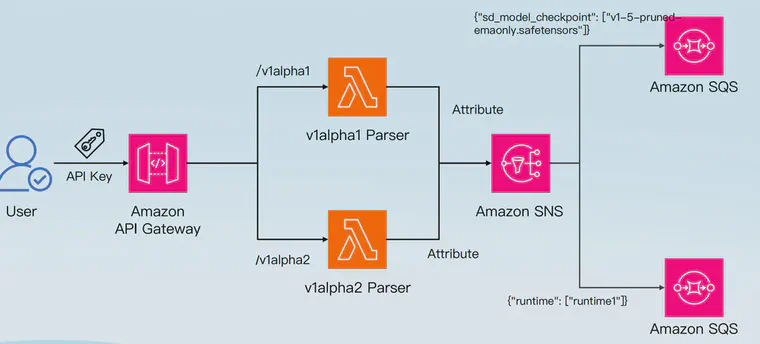 {"sd_model_checkpoint": ["v1-5-pruned-
emaonly.safetensors"]}
Amazon SQS
/v1alpha1
v1alpha1 Parser
Attribute
API Key
User
Amazon
API Gateway
Amazon SNS
/v1alpha2
v1alpha2 Parser
Attribute
{"runtime": ["runtime1"]}
Amazon SQS